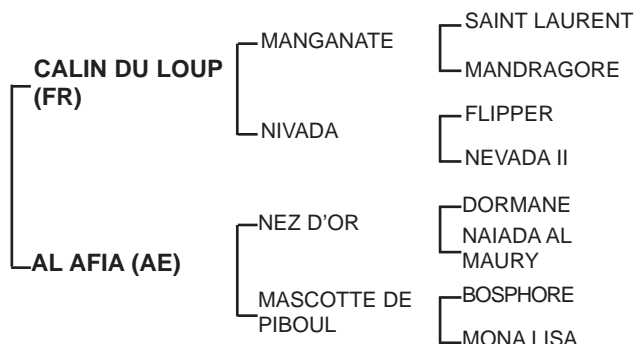 SAINT LAURENT
MANGANATE
CALIN DU LOUP
(FR)
MANDRAGORE
FLIPPER
NIVADA
NEVADA II
DORMANE
NEZ D'OR
NAIADA AL
MAURY
AL AFIA (AE)
BOSPHORE
MASCOTTE DE
PIBOUL
MONA LISA